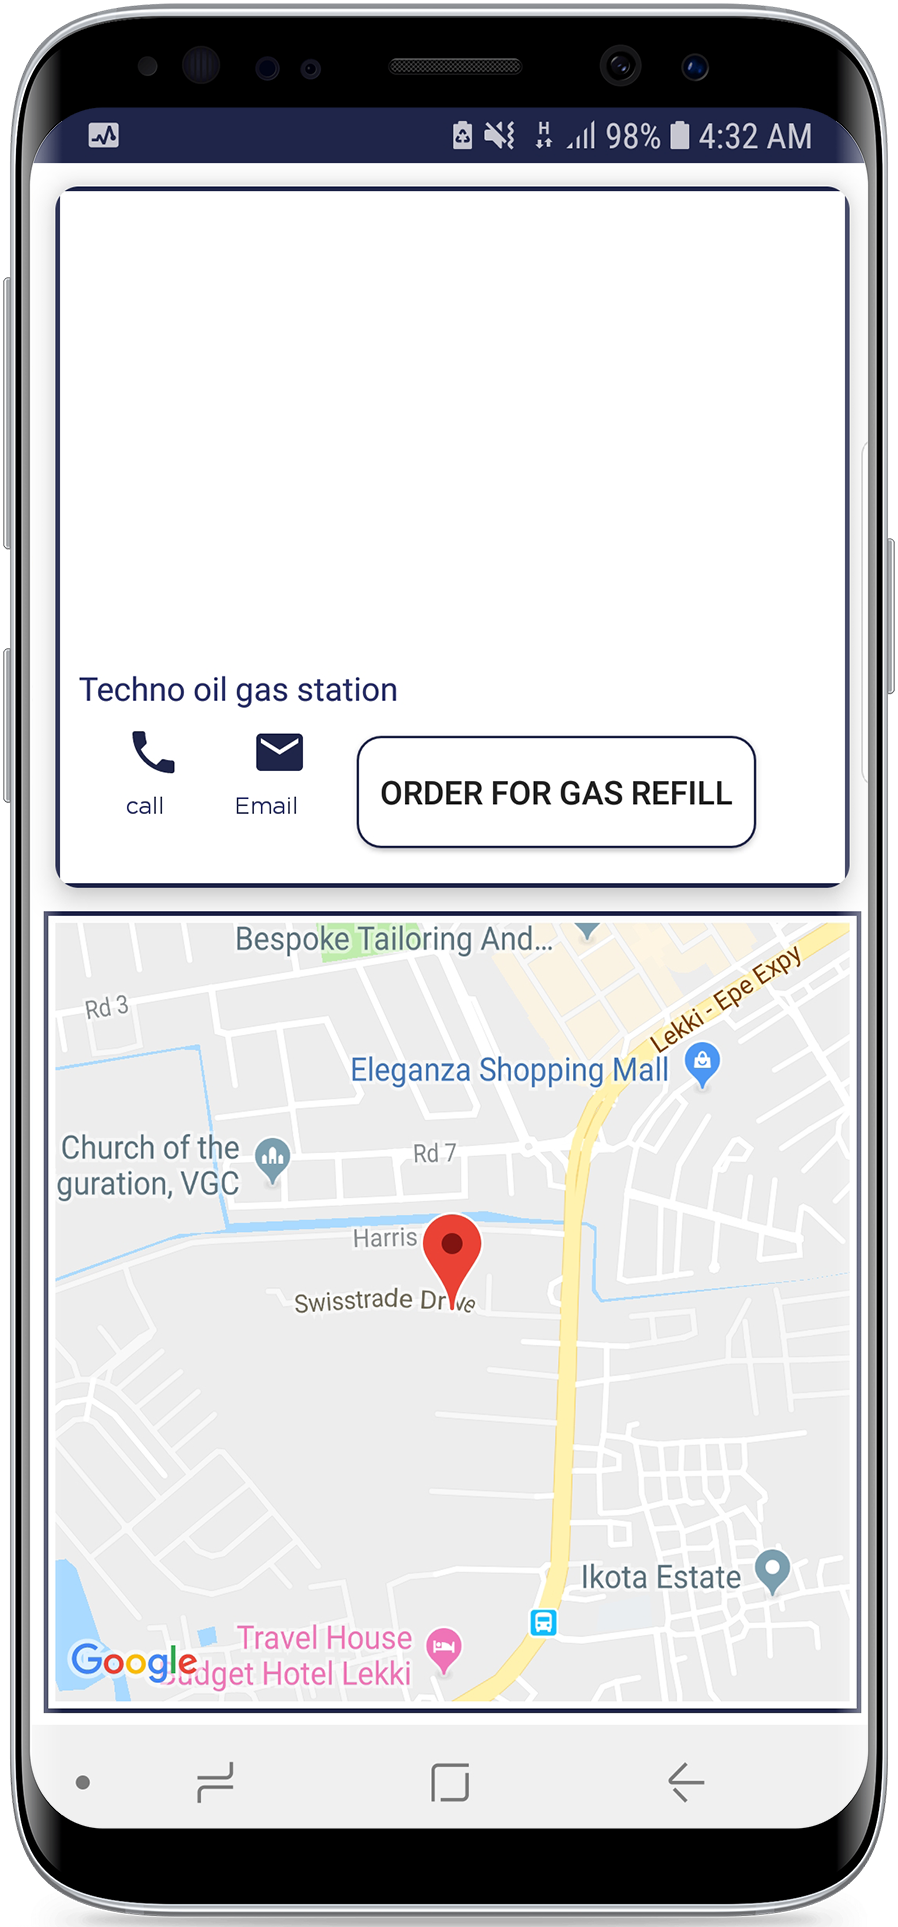 H 98% 4:32 AM
Techno oil gas station
call
Email
ORDER FOR GAS REFILL
Bespoke Tailoring And...
Rd 3
Lekki - Epe Expy
Eleganza Shopping Mall
Church of the
guration, VGC
Rd 7
Harris
Swisstrade Drive
Ikota Estate
Travel House
Budget Hotel Lekki
Google